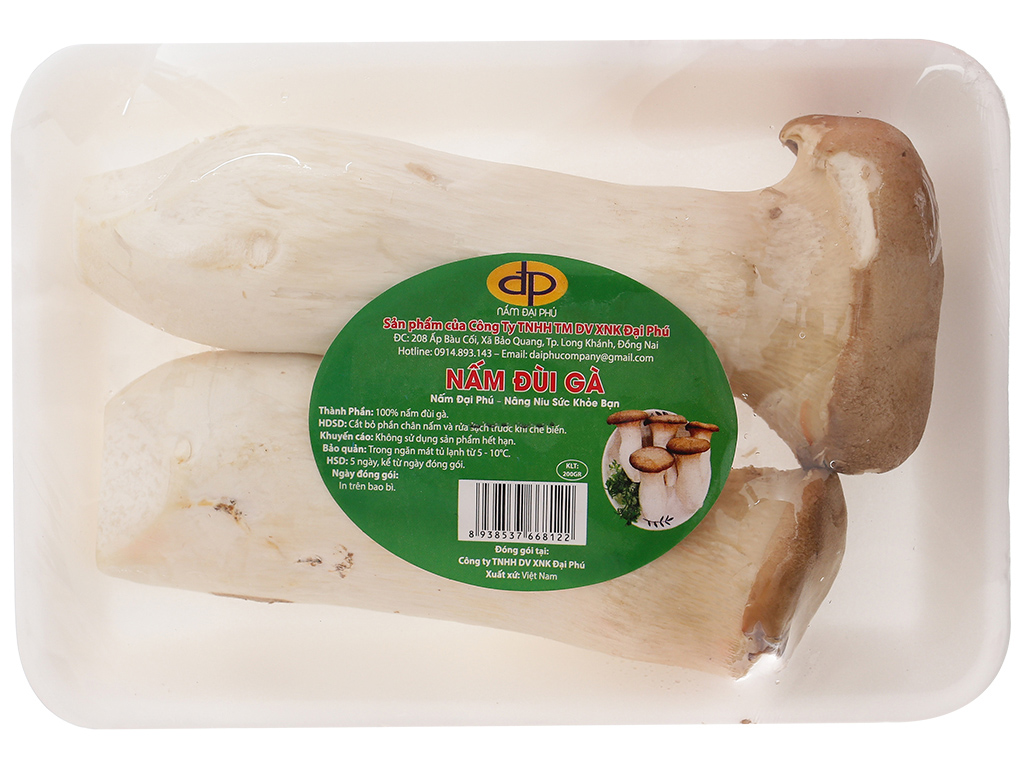 đp
NẤM ĐẠI PHÚ
Sản phẩm của Công Ty TNHH TM DV XNK Đại Phú
ĐC: 208 Ấp Bàu Cối, Xã Bảo Quang, Tp. Long Khánh, Đồng Nai
Hotline: 0914.893.143 – Email: daiphucompany@gmail.com
NẤM ĐÙI GÀ
Nấm Đại Phú - Nâng Niu Sức Khỏe Bạn
Thành Phần: 100% nấm đùi gà.
HDSD: Cắt bỏ phần chân nấm và rửa sạch trước khi chế biến.
Khuyến cáo: Không sử dụng sản phẩm hết hạn.
Bảo quản: Trong ngăn mát tủ lạnh từ 5 - 10°C.
HSD: 5 ngày, kể từ ngày đóng gói.
Ngày đóng gói:
In trên bao bì.
KLT:
200GR
8 938537 668122
Đóng gói tại:
Công ty TNHH DV XNK Đại Phú
Xuất xứ: Việt Nam